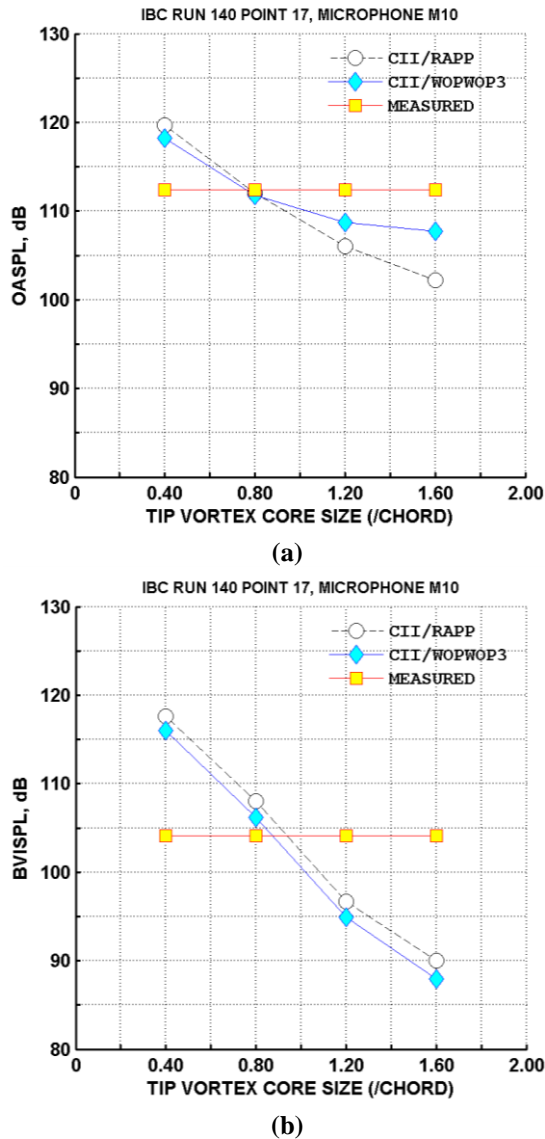 IBC RUN 140 POINT 17, MICROPHONE M10
130
CII/RAPP
CII/WOPWOP3
MEASURED
120
110
100
90
80
OASPL, dB
0 0.40 0.80 1.20 1.60 2.00
TIP VORTEX CORE SIZE (/CHORD)
(a)
IBC RUN 140 POINT 17, MICROPHONE M10
130
CII/RAPP
CII/WOPWOP3
MEASURED
120
110
100
90
80
BVISPL, dB
0 0.40 0.80 1.20 1.60 2.00
TIP VORTEX CORE SIZE (/CHORD)
(b)